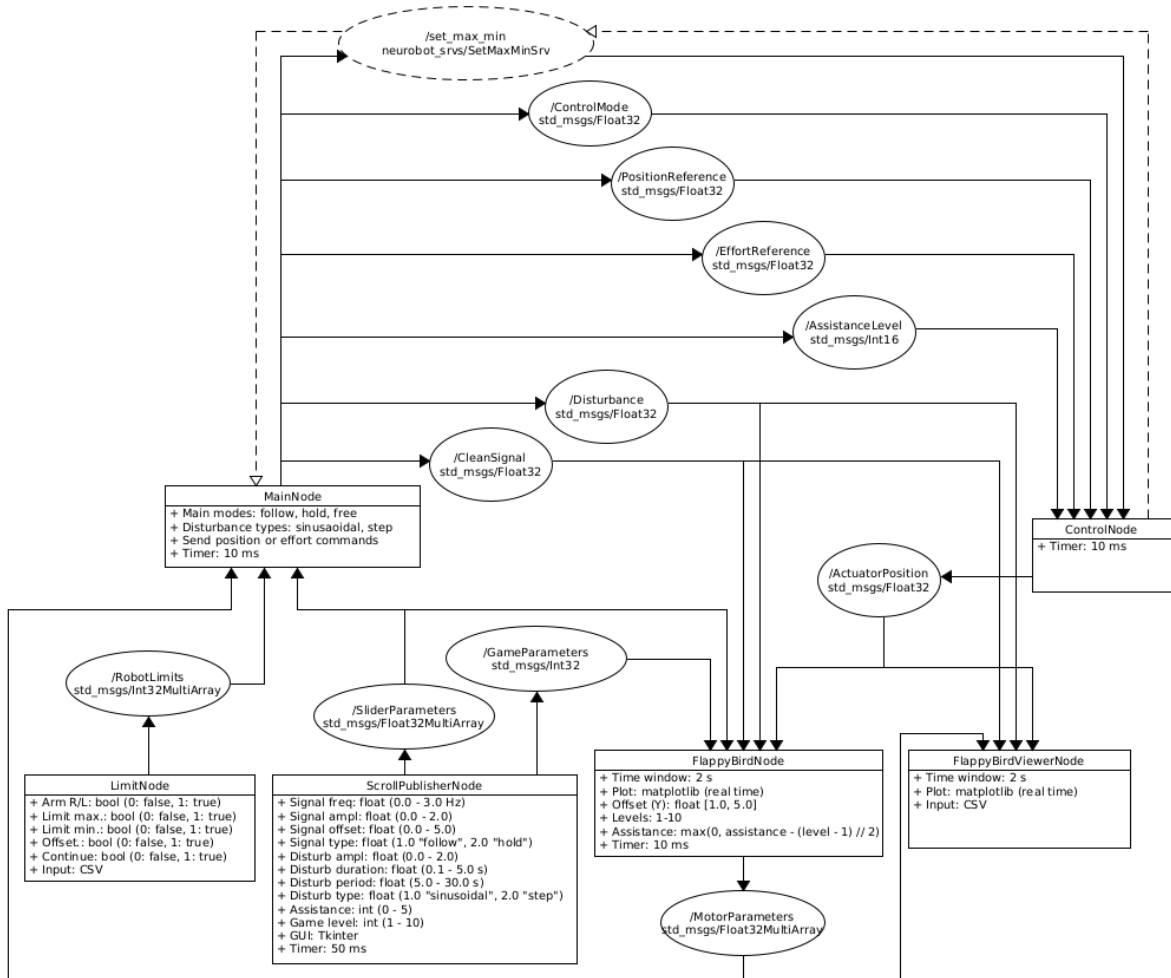 /set_max_min
neurobot_srvs/SetMaxMinSrv
/ControlMode
std_msgs/Float32
/PositionReference
std_msgs/Float32
/EffortReference
std_msgs/Float32
/AssistanceLevel
std_msgs/Int16
/Disturbance
std_msgs/Float32
/CleanSignal
std_msgs/Float32
MainNode
+ Main modes: follow, hold, free
+ Disturbance types: sinusaoidal, step
+ Send position or effort commands
+ Timer: 10 ms
ControlNode
+ Timer: 10 ms
/ActuatorPosition
std_msgs/Float32
/RobotLimits
std_msgs/Int32MultiArray
/SliderParameters
std_msgs/Float32MultiArray
/GameParameters
std_msgs/Int32
LimitNode
+ Arm R/L: bool (0: false, 1: true)
+ Limit max.: bool (0: false, 1: true)
+ Limit min.: bool (0: false, 1: true)
+ Offset.: bool (0: false, 1: true)
+ Continue: bool (0: false, 1: true)
+ Input: CSV
ScrollPublisherNode
+ Signal freq: float (0.0 - 3.0 Hz)
+ Signal ampl: float (0.0 - 2.0)
+ Signal offset: float (0.0 - 5.0)
+ Signal type: float (1.0 "follow", 2.0 "hold")
+ Disturb ampl: float (0.0 - 2.0)
+ Disturb duration: float (0.1 - 5.0 s)
+ Disturb period: float (5.0 - 30.0 s)
+ Disturb type: float (1.0 "sinusoidal", 2.0 "step")
+ Assistance: int (0 - 5)
+ Game level: int (1 - 10)
+ GUI: Tkinter
+ Timer: 50 ms
FlappyBirdNode
+ Time window: 2 s
+ Plot: matplotlib (real time)
+ Offset (Y): float [1.0, 5.0]
+ Levels: 1-10
+ Assistance: max(0, assistance - (level - 1) // 2)
+ Timer: 10 ms
FlappyBirdViewerNode
+ Time window: 2 s
+ Plot: matplotlib (real time)
+ Input: CSV
/MotorParameters
std_msgs/Float32MultiArray